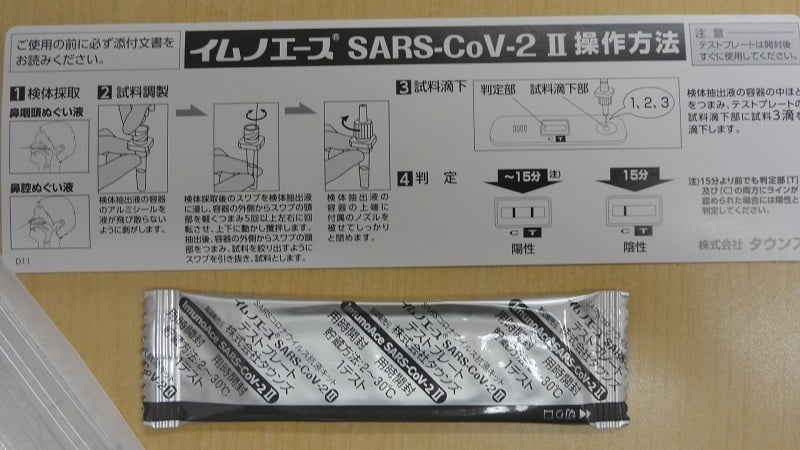 ご使用の前に必ず添付文書を
お読みください。
イムノエース® SARS-CoV-2 Ⅱ 操作方法
注意
テストプレートは開封後
すぐに使用してください。
1 検体採取
鼻咽頭ぬぐい液
鼻腔ぬぐい液
2 試料調製
検体抽出液の容器
のアルミシールを
液が飛び散らない
ように剥がします。
検体採取後のスワブを検体抽出液
に浸し、容器の外側からスワブの頭
部を軽くつまみ5回以上左右に回
転させ、上下に動かし攪拌します。
抽出後、容器の外側からスワブの頭
部をつまみ、試料を絞り出すように
スワブを引き抜き、試料とします。
検体抽出液の
容器の上端に
付属のノズルを
被せてしっかり
と閉めます。
3 試料滴下
判定部 試料滴下部
1、2、3
C T
検体抽出液の容器の中ほど
をつまみ、テストプレートの
試料滴下部に試料3滴を
滴下します。
4 判定
~15分 注)
C T
陽性
15分
C T
陰性
注)15分より前でも判定部[T]
及び[C]の両方にラインが
認められた場合には陽性と
判定してください。
株式会社 タウンズ
D11
イムノエース® SARS-CoV-2 Ⅱ
SARSコロナウイルス抗原キット
テストプレート
株式会社タウンズ
ImunoAce SARS-CoV-2 Ⅱ
用時開封
貯蔵方法:2~30℃
1テスト